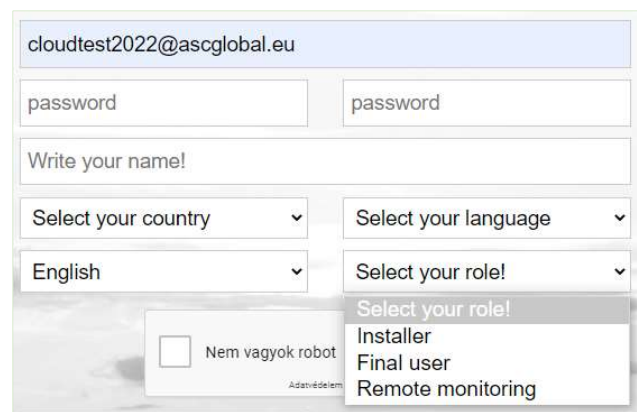 cloudtest2022@ascglobal.eu
password password
Write your name!
Select your country Select your language
English Select your role!
Select your role!
Installer
Final user
Remote monitoring
Nem vagyok robot
Adatvédelem